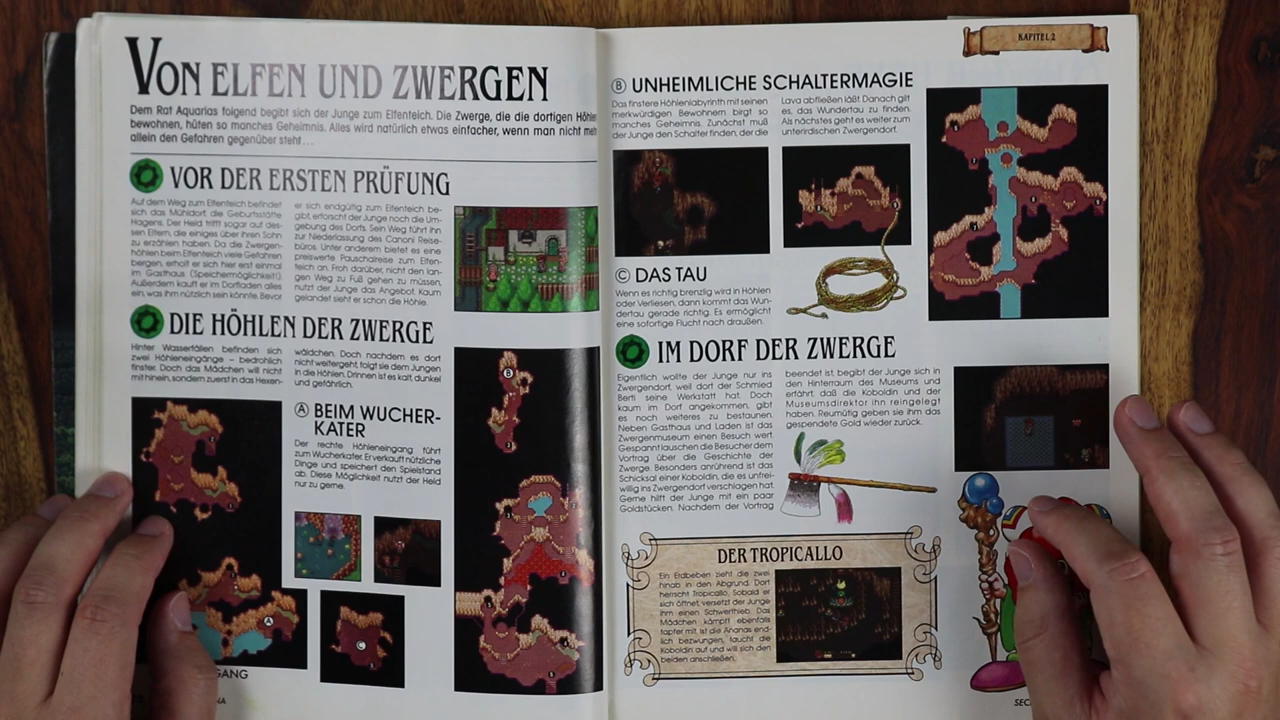 VON ELFEN UND ZWERGEN
Dem Rat Aquarias folgend begibt sich der Junge zum Elfenteich. Die Zwerge, die die dortigen Höhlen
bewohnen, hüten so manches Geheimnis. Alles wird natürlich etwas einfacher, wenn man nicht mehr
allein den Gefahren gegenüber steht...
VOR DER ERSTEN PRÜFUNG
Auf dem Weg zum Elfenteich befindet
sich das Mühldorf, die Geburtsstätte
Hagens. Der Held trifft sogar auf des-
sen Eltern, die einiges über ihren Sohn
zu erzählen haben. Da die Zwergen-
höhlen beim Elfenteich viele Gefahren
bergen, erholt er sich hier erst einmal
im Gasthaus (Speichermöglichkeit!).
Außerdem kauft er im Dorfladen alles
ein, was ihm nützlich sein könnte. Bevor
er sich endgültig zum Elfenteich be-
gibt, erforscht der Junge noch die Um-
gebung des Dorfs. Sein Weg führt ihn
zur Niederlassung des Canoni Reise-
büros. Unter anderem bietet es eine
preiswerte Pauschalreise zum Elfen-
teich an. Froh darüber, nicht den lan-
gen Weg zu Fuß gehen zu müssen,
nutzt der Junge das Angebot. Kaum
gelandet sieht er schon die Höhle.
DIE HÖHLEN DER ZWERGE
Hinter Wasserfällen befinden sich
zwei Höhleneingänge – bedrohlich
finster. Doch das Mädchen will nicht
mit hinein, sondern zuerst in das Hexen-
wäldchen. Doch nachdem es dort
nicht weitergeht, folgt sie dem Jungen
in die Höhlen. Drinnen ist es kalt, dunkel
und gefährlich.
A BEIM WUCHER-
KATER
Der rechte Höhleneingang führt
zum Wucherkater. Er verkauft nützliche
Dinge und speichert den Spielstand
ab. Diese Möglichkeit nutzt der Held
nur zu gerne.
B
A
C
GANG
NA
KAPITEL 2
B UNHEIMLICHE SCHALTERMAGIE
Das finstere Höhlenlabyrinth mit seinen
merkwürdigen Bewohnern birgt so
manches Geheimnis. Zunächst muß
der Junge den Schalter finden, der die
Lava abfließen läßt! Danach gilt
es, das Wundertau zu finden.
Als nächstes geht es weiter zum
unterirdischen Zwergendorf.
C DAS TAU
Wenn es richtig brenzlig wird in Höhlen
oder Verliesen, dann kommt das Wun-
dertau gerade richtig. Es ermöglicht
eine sofortige Flucht nach draußen.
IM DORF DER ZWERGE
Eigentlich wollte der Junge nur ins
Zwergendorf, weil dort der Schmied
Berti seine Werkstatt hat. Doch
kaum im Dorf angekommen, gibt
es noch weiteres zu bestaunen.
Neben Gasthaus und Laden ist das
Zwergenmuseum einen Besuch wert.
Gespannt lauschen die Besucher dem
Vortrag über die Geschichte der
Zwerge. Besonders anrührend ist das
Schicksal einer Koboldin, die es unfrei-
willig ins Zwergendorf verschlagen hat.
Gerne hilft der Junge mit ein paar
Goldstücken. Nachdem der Vortrag
beendet ist, begibt der Junge sich in
den Hinterraum des Museums und
erfährt, daß die Koboldin und der
Museumsdirektor ihn reingelegt
haben. Reumütig geben sie ihm das
gespendete Gold wieder zurück.
DER TROPICALLO
Ein Erdbeben zieht die zwei
hinab in den Abgrund. Dort
herrscht Tropicallo. Sobald er
sich öffnet, versetzt der Junge
ihm einen Schwerthieb. Das
Mädchen kämpft ebenfalls
tapfer mit. Ist die Ananas end-
lich bezwungen, taucht die
Koboldin auf und will sich den
beiden anschließen.
SEC